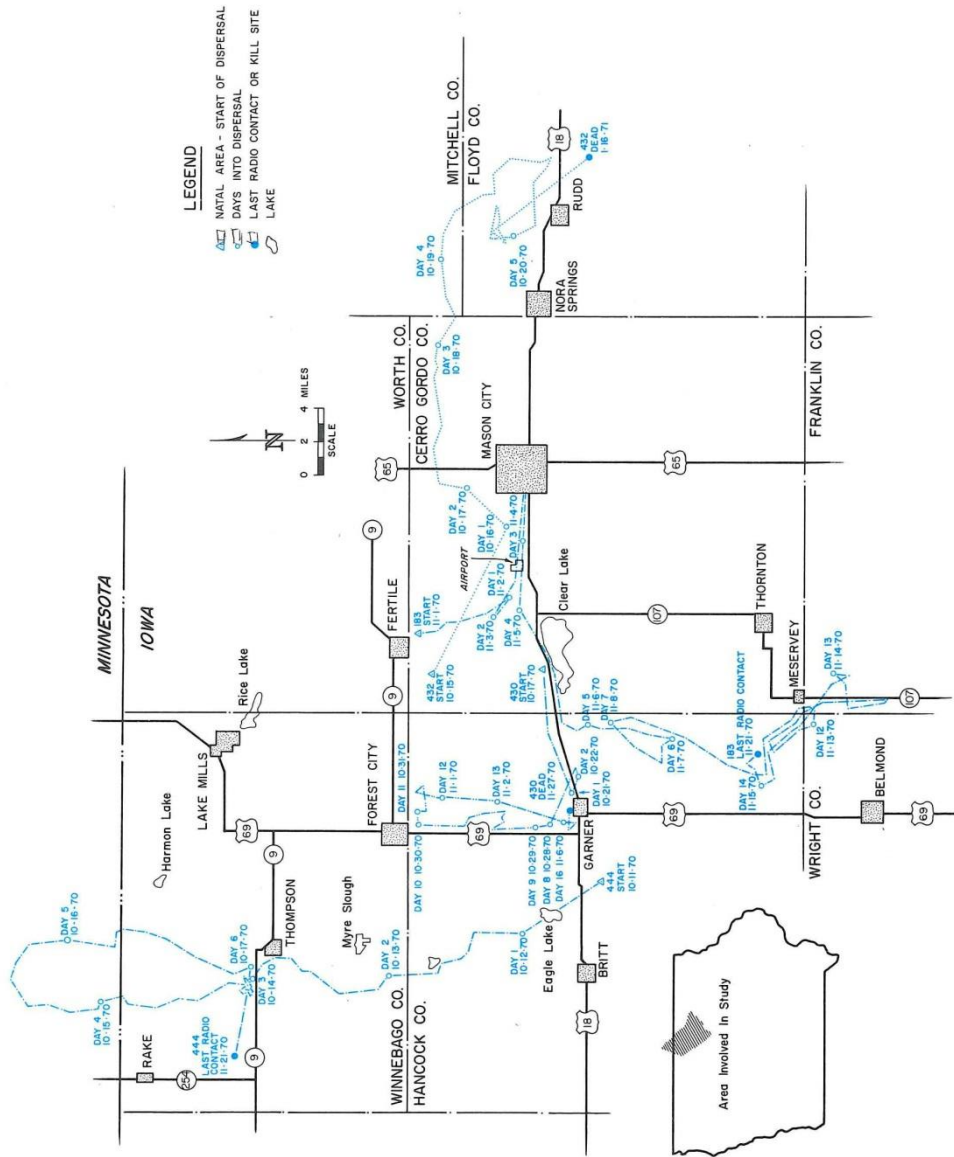 LEGEND
NATAL AREA - START OF DISPERSAL
DAYS INTO DISPERSAL
LAST RADIO CONTACT OR KILL SITE
LAKE
MINNESOTA
IOWA
N
0 2 4 MILES
SCALE
RAKE
254
9
444
LAST RADIO
CONTACT
11-21-70
DAY 4
10-15-70
DAY 5
10-16-70
DAY 6
10-17-70
DAY 3
10-14-70
THOMPSON
9
Harmon Lake
LAKE MILLS
Rice Lake
69
Myre Slough
DAY 2
10-13-70
FOREST CITY
9
FERTILE
9
65
WINNEBAGO CO.
HANCOCK CO.
WORTH CO.
CERRO GORDO CO.
MITCHELL CO.
FLOYD CO.
DAY 10 10-30-70
DAY 11 10-31-70
DAY 12
11-1-70
DAY 13
11-2-70
69
432
START
10-15-70
183
START
11-1-70
DAY 1
11-2-70
DAY 2
11-3-70
DAY 4
11-5-70
DAY 1
10-16-70
DAY 3 11-4-70
DAY 2
10-17-70
DAY 3
10-18-70
DAY 4
10-19-70
DAY 5
10-20-70
AIRPORT
MASON CITY
NORA
SPRINGS
RUDD
18
432
DEAD
1-16-71
DAY 1
10-12-70
Eagle Lake
DAY 9 10-29-70
DAY 8 10-28-70
DAY 16 11-6-70
430
DEAD
11-27-70
430
START
10-17-70
Clear Lake
444
START
10-11-70
BRITT
18
GARNER
DAY 1
10-21-70
DAY 2
10-22-70
DAY 5
11-6-70
DAY 7
11-8-70
DAY 6
11-7-70
69
107
65
THORNTON
MESERVEY
183
LAST RADIO CONTACT
11-21-70
DAY 14
11-15-70
DAY 12
11-13-70
DAY 13
11-14-70
107
WRIGHT CO.
FRANKLIN CO.
BELMOND
69
Area Involved In Study